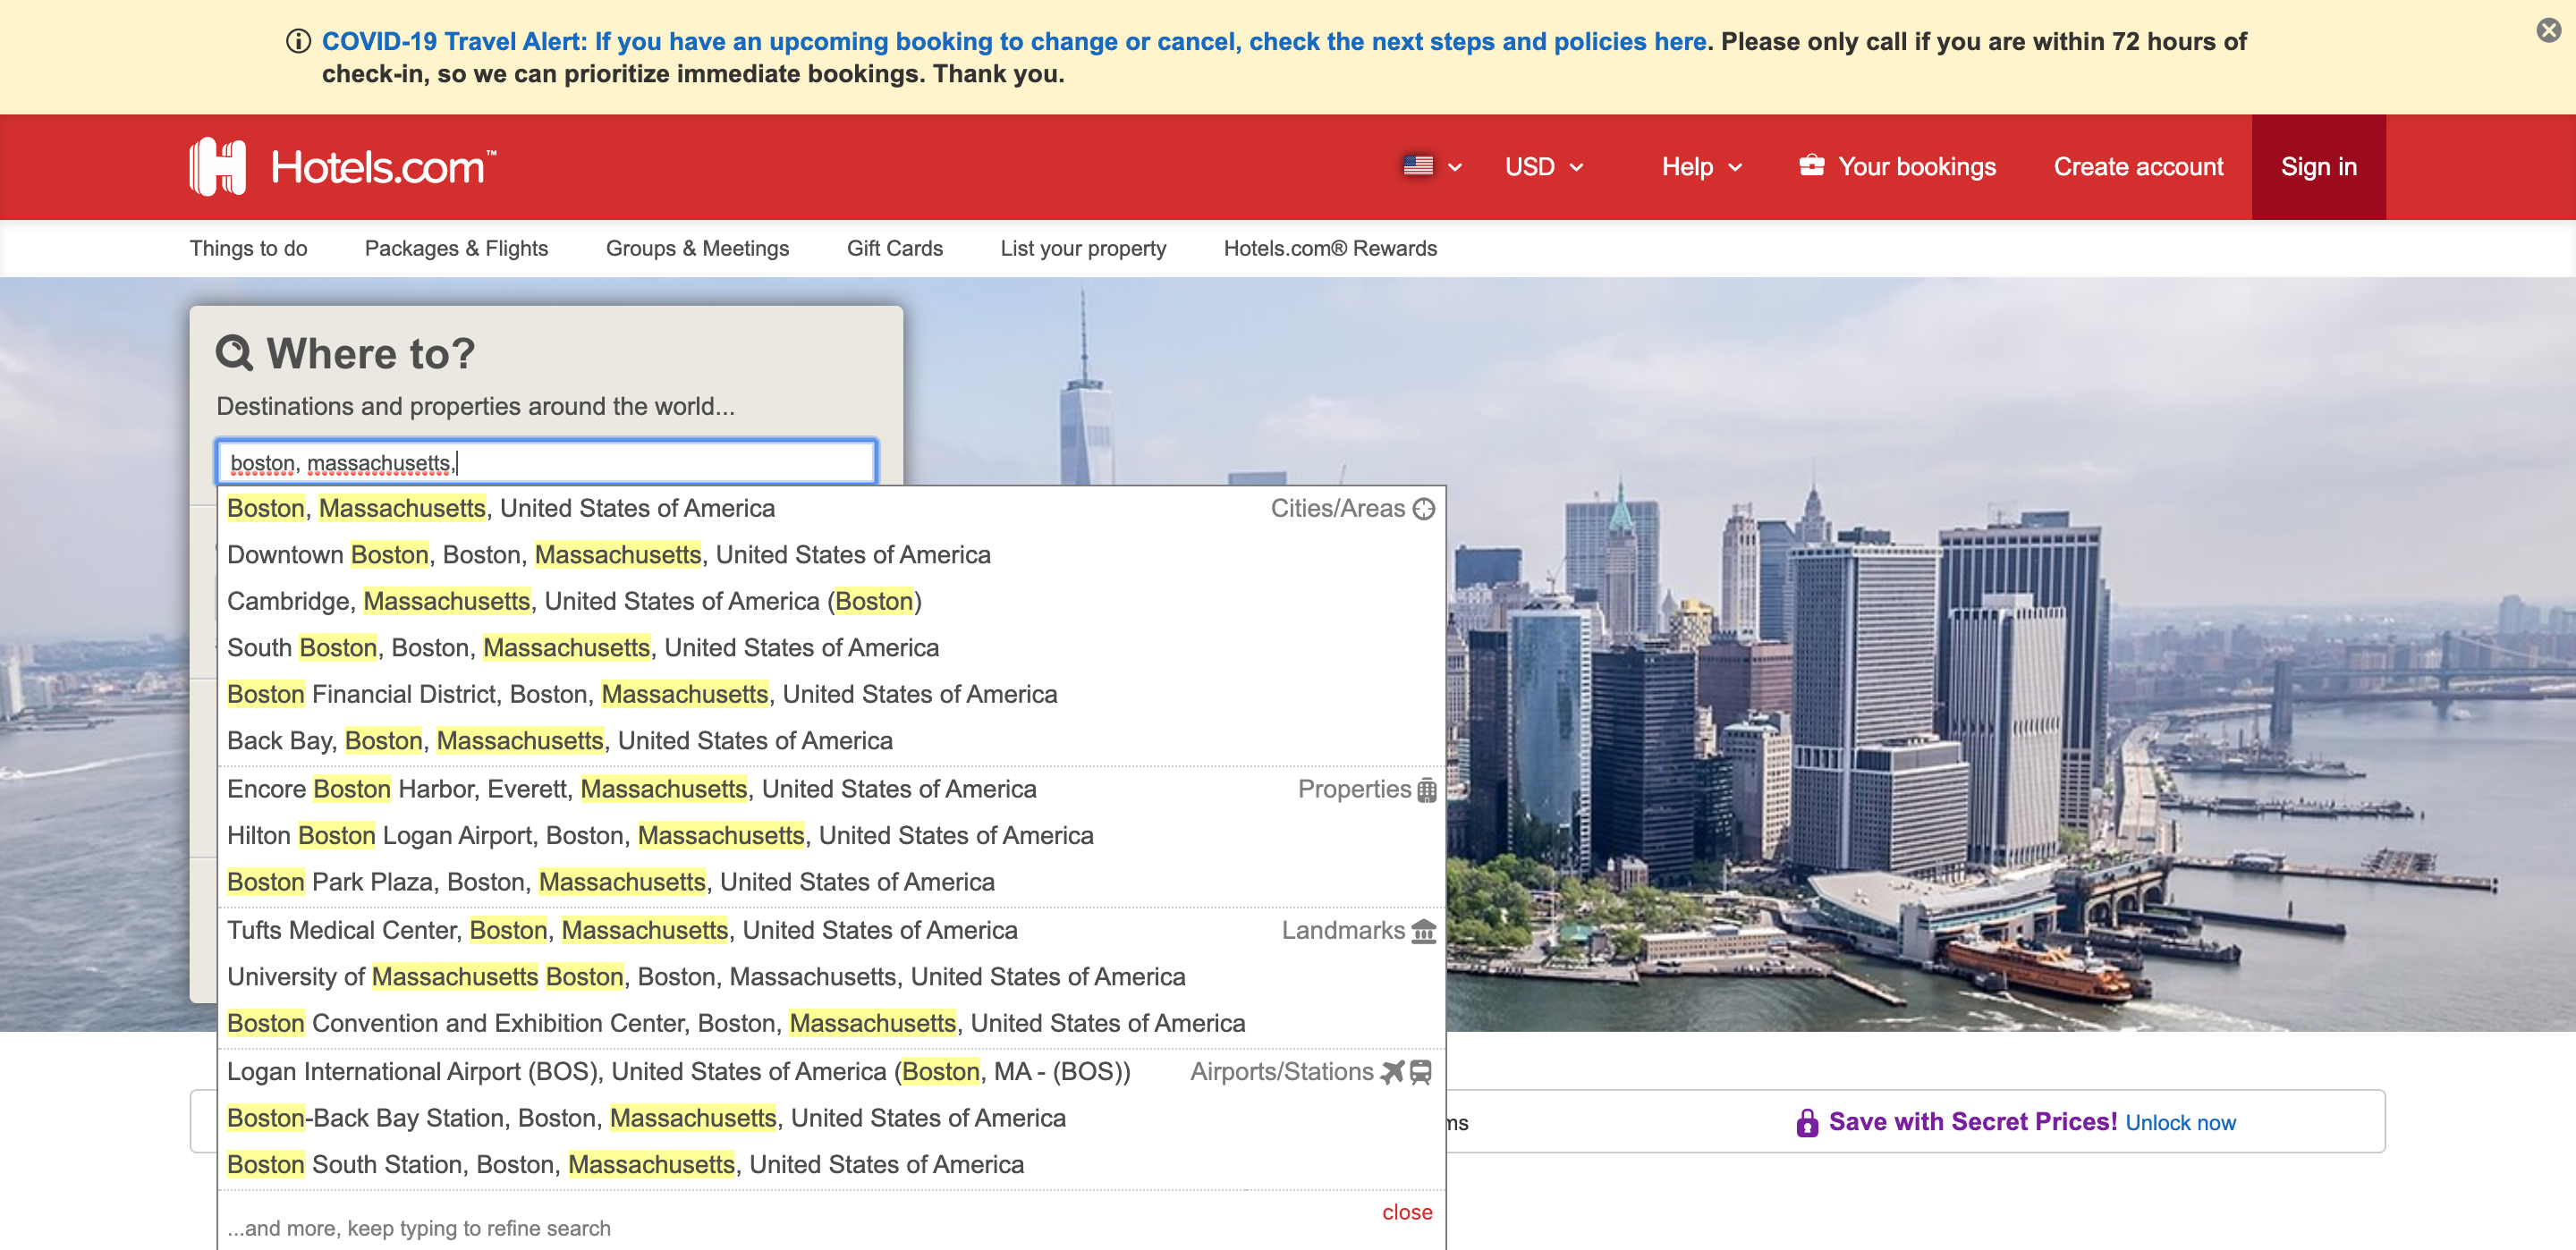 COVID-19 Travel Alert: If you have an upcoming booking to change or cancel, check the next steps and policies here. Please only call if you are within 72 hours of
check-in, so we can prioritize immediate bookings. Thank you.
Hotels.com™
USD
Help
Your bookings
Create account
Sign in
Things to do
Packages & Flights
Groups & Meetings
Gift Cards
List your property
Hotels.com® Rewards
Where to?
Destinations and properties around the world...
boston, massachusetts,
Boston, Massachusetts, United States of America
Cities/Areas
Downtown Boston, Boston, Massachusetts, United States of America
Cambridge, Massachusetts, United States of America (Boston)
South Boston, Boston, Massachusetts, United States of America
Boston Financial District, Boston, Massachusetts, United States of America
Back Bay, Boston, Massachusetts, United States of America
Encore Boston Harbor, Everett, Massachusetts, United States of America
Properties
Hilton Boston Logan Airport, Boston, Massachusetts, United States of America
Boston Park Plaza, Boston, Massachusetts, United States of America
Tufts Medical Center, Boston, Massachusetts, United States of America
Landmarks
University of Massachusetts Boston, Boston, Massachusetts, United States of America
Boston Convention and Exhibition Center, Boston, Massachusetts, United States of America
Logan International Airport (BOS), United States of America (Boston, MA - (BOS))
Airports/Stations
Boston-Back Bay Station, Boston, Massachusetts, United States of America
Save with Secret Prices! Unlock now
Boston South Station, Boston, Massachusetts, United States of America
close
...and more, keep typing to refine search